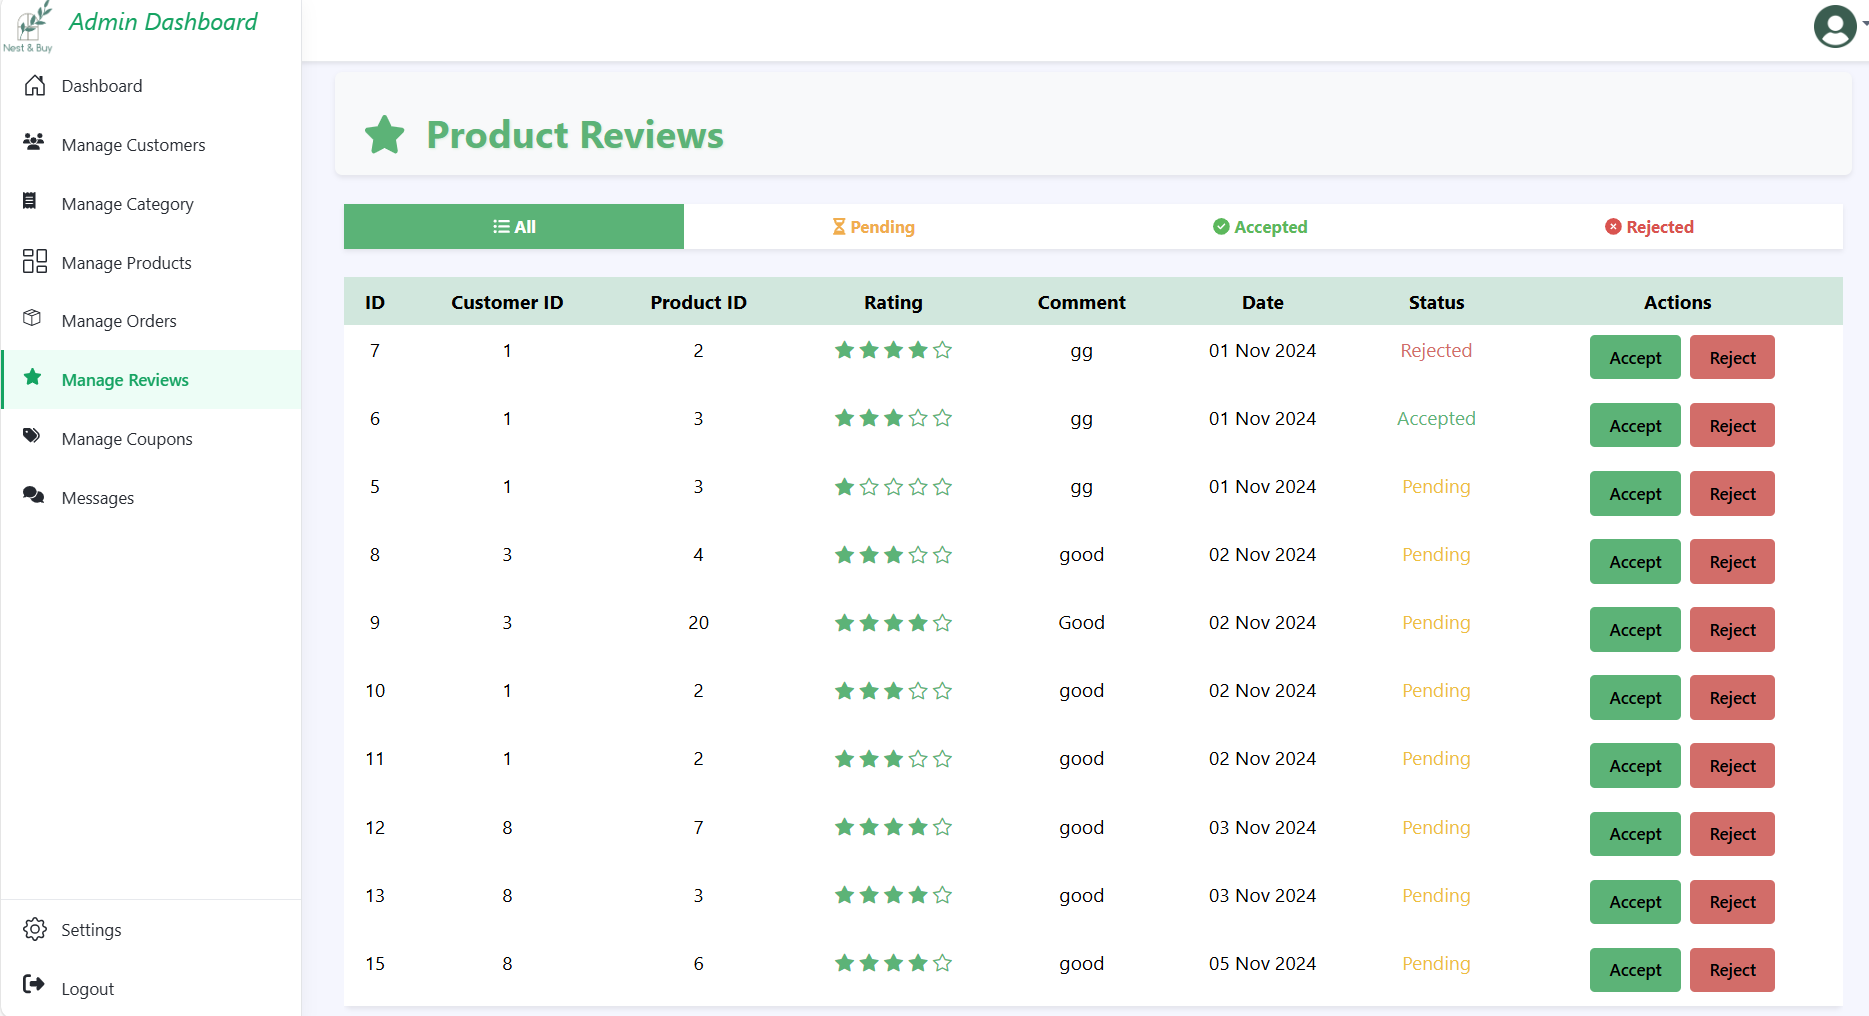 Nest & Buy
Admin Dashboard
Dashboard
Manage Customers
Manage Category
Manage Products
Manage Orders
Manage Reviews
Manage Coupons
Messages
Settings
Logout
Product Reviews
All Pending Accepted Rejected
ID Customer ID Product ID Rating Comment Date Status Actions
7 1 2 gg 01 Nov 2024 Rejected Accept Reject
6 1 3 gg 01 Nov 2024 Accepted Accept Reject
5 1 3 gg 01 Nov 2024 Pending Accept Reject
8 3 4 good 02 Nov 2024 Pending Accept Reject
9 3 20 Good 02 Nov 2024 Pending Accept Reject
10 1 2 good 02 Nov 2024 Pending Accept Reject
11 1 2 good 02 Nov 2024 Pending Accept Reject
12 8 7 good 03 Nov 2024 Pending Accept Reject
13 8 3 good 03 Nov 2024 Pending Accept Reject
15 8 6 good 05 Nov 2024 Pending Accept Reject